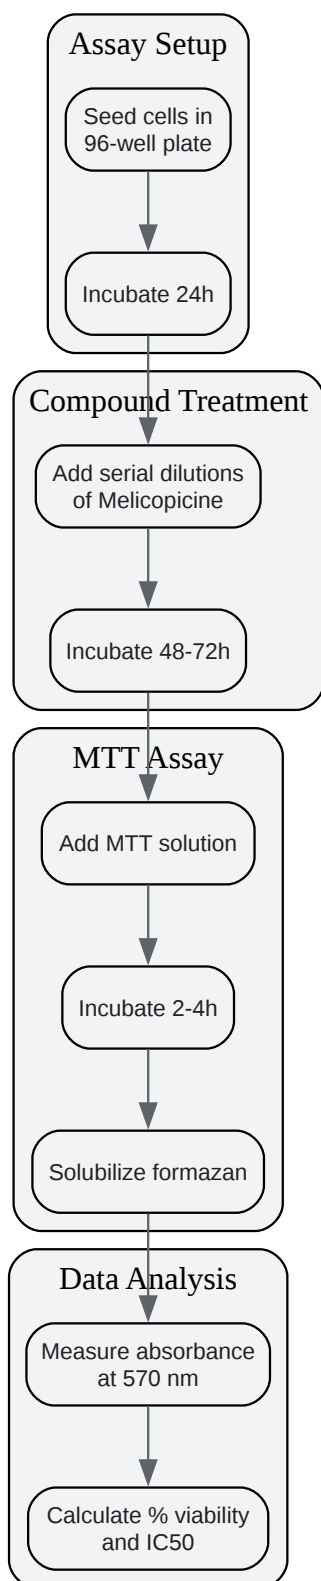 Assay Setup
Seed cells in
96-well plate
Incubate 24h
Compound Treatment
Add serial dilutions
of Melicopicine
Incubate 48-72h
MTT Assay
Add MTT solution
Incubate 2-4h
Solubilize formazan
Data Analysis
Measure absorbance
at 570 nm
Calculate % viability
and IC50